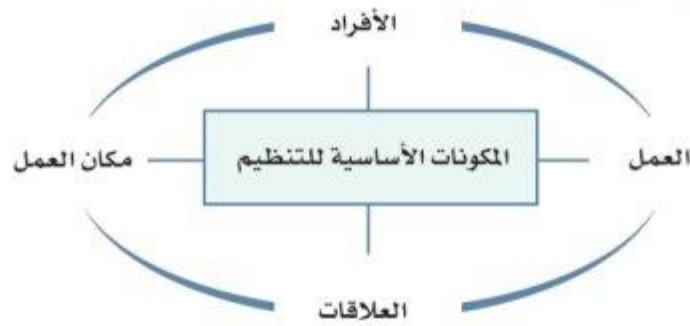 الأفراد
العمل
المكونات الأساسية للتنظيم
مكان العمل
العلاقات